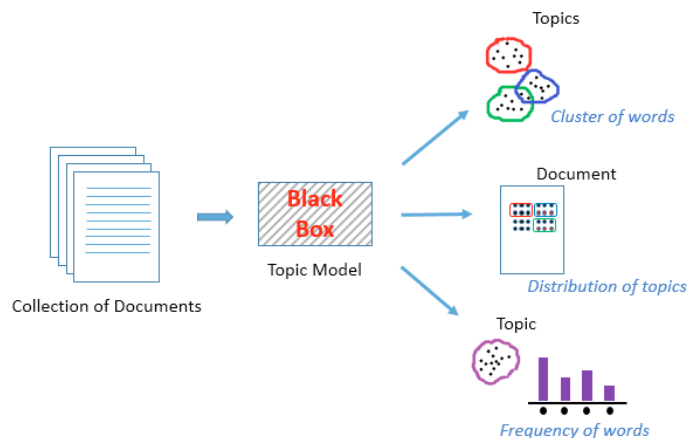 Topics
Cluster of words
Black
Box
Topic Model
Collection of Documents
Document
Distribution of topics
Topic
Frequency of words